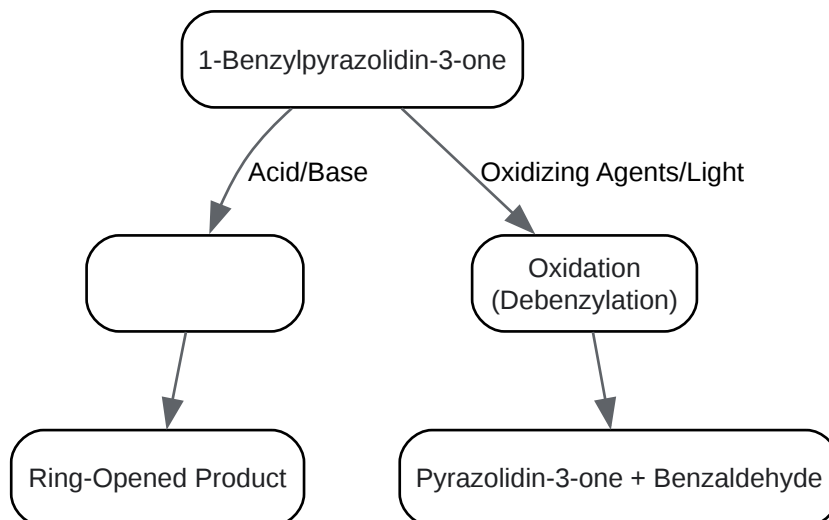 1-Benzylpyrazolidin-3-one
Acid/Base
Oxidizing Agents/Light
Oxidation
(Debenzylation)
Ring-Opened Product
Pyrazolidin-3-one + Benzaldehyde